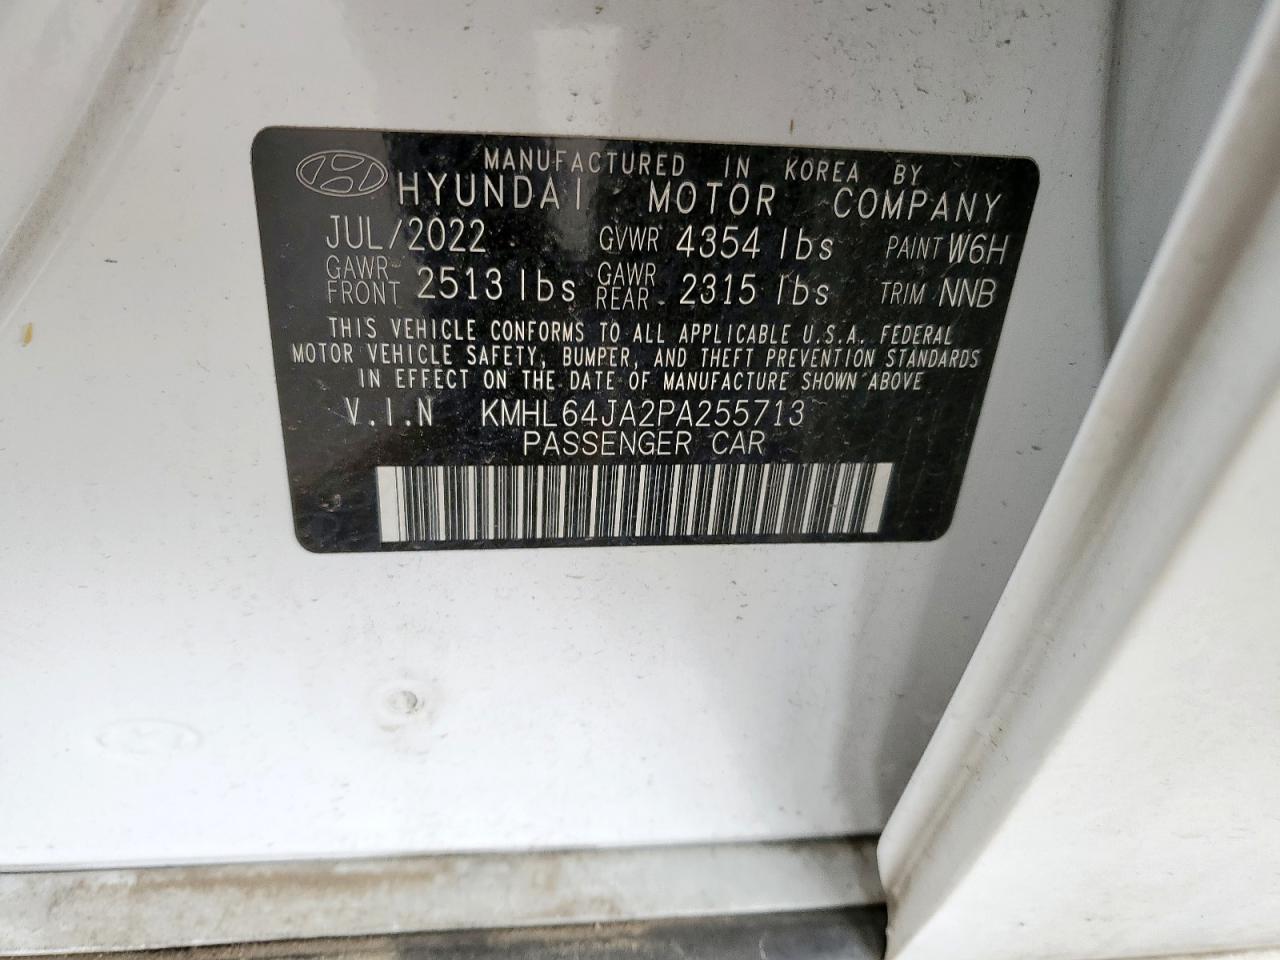 MANUFACTURED IN KOREA BY
HYUNDAI MOTOR COMPANY
JUL/2022 GVWR 4354 lbs PAINT W6H
GAWR-FRONT 2513 lbs GAWR REAR- 2315 lbs TRIM NNB
THIS VEHICLE CONFORMS TO ALL APPLICABLE U.S.A. FEDERAL
MOTOR VEHICLE SAFETY, BUMPER, AND THEFT PREVENTION STANDARDS
IN EFFECT ON THE DATE OF MANUFACTURE SHOWN ABOVE
V.I.N KMHL64JA2PA255713
PASSENGER CAR